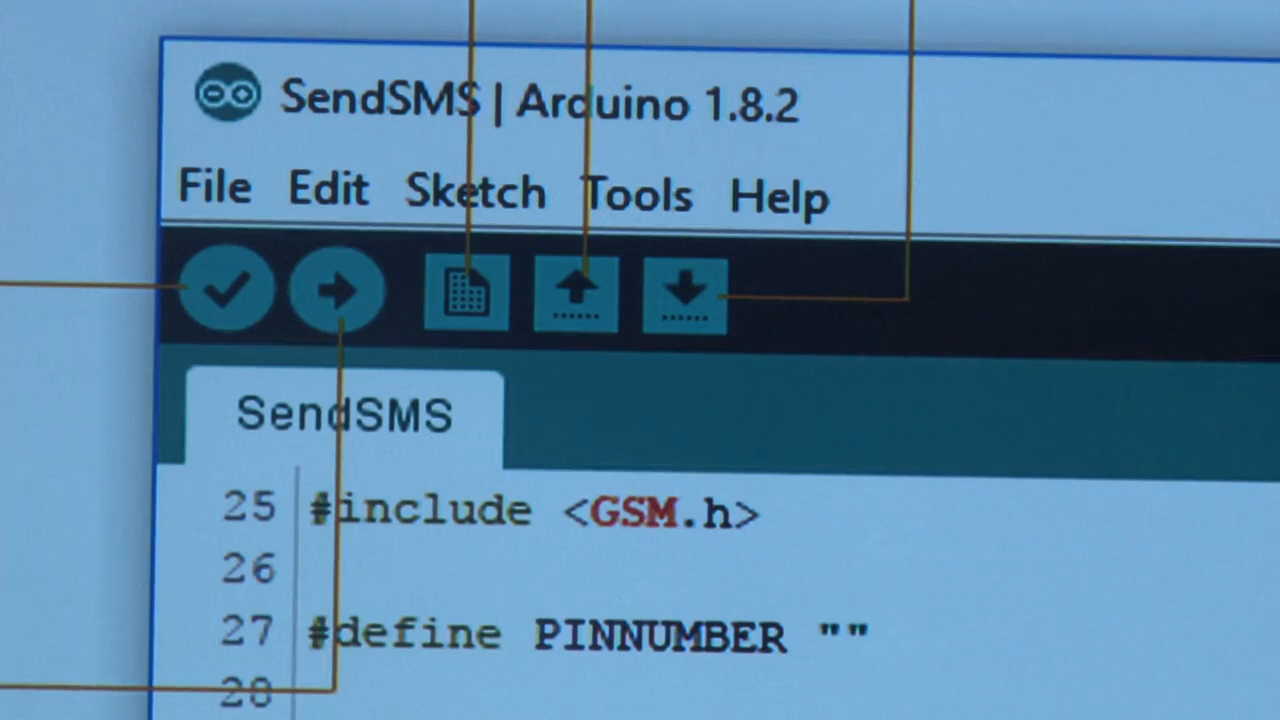 SendSMS | Arduino 1.8.2
File Edit Sketch Tools Help
SendSMS
25 #include <GSM.h>
26
27 #define PINNUMBER ""
28